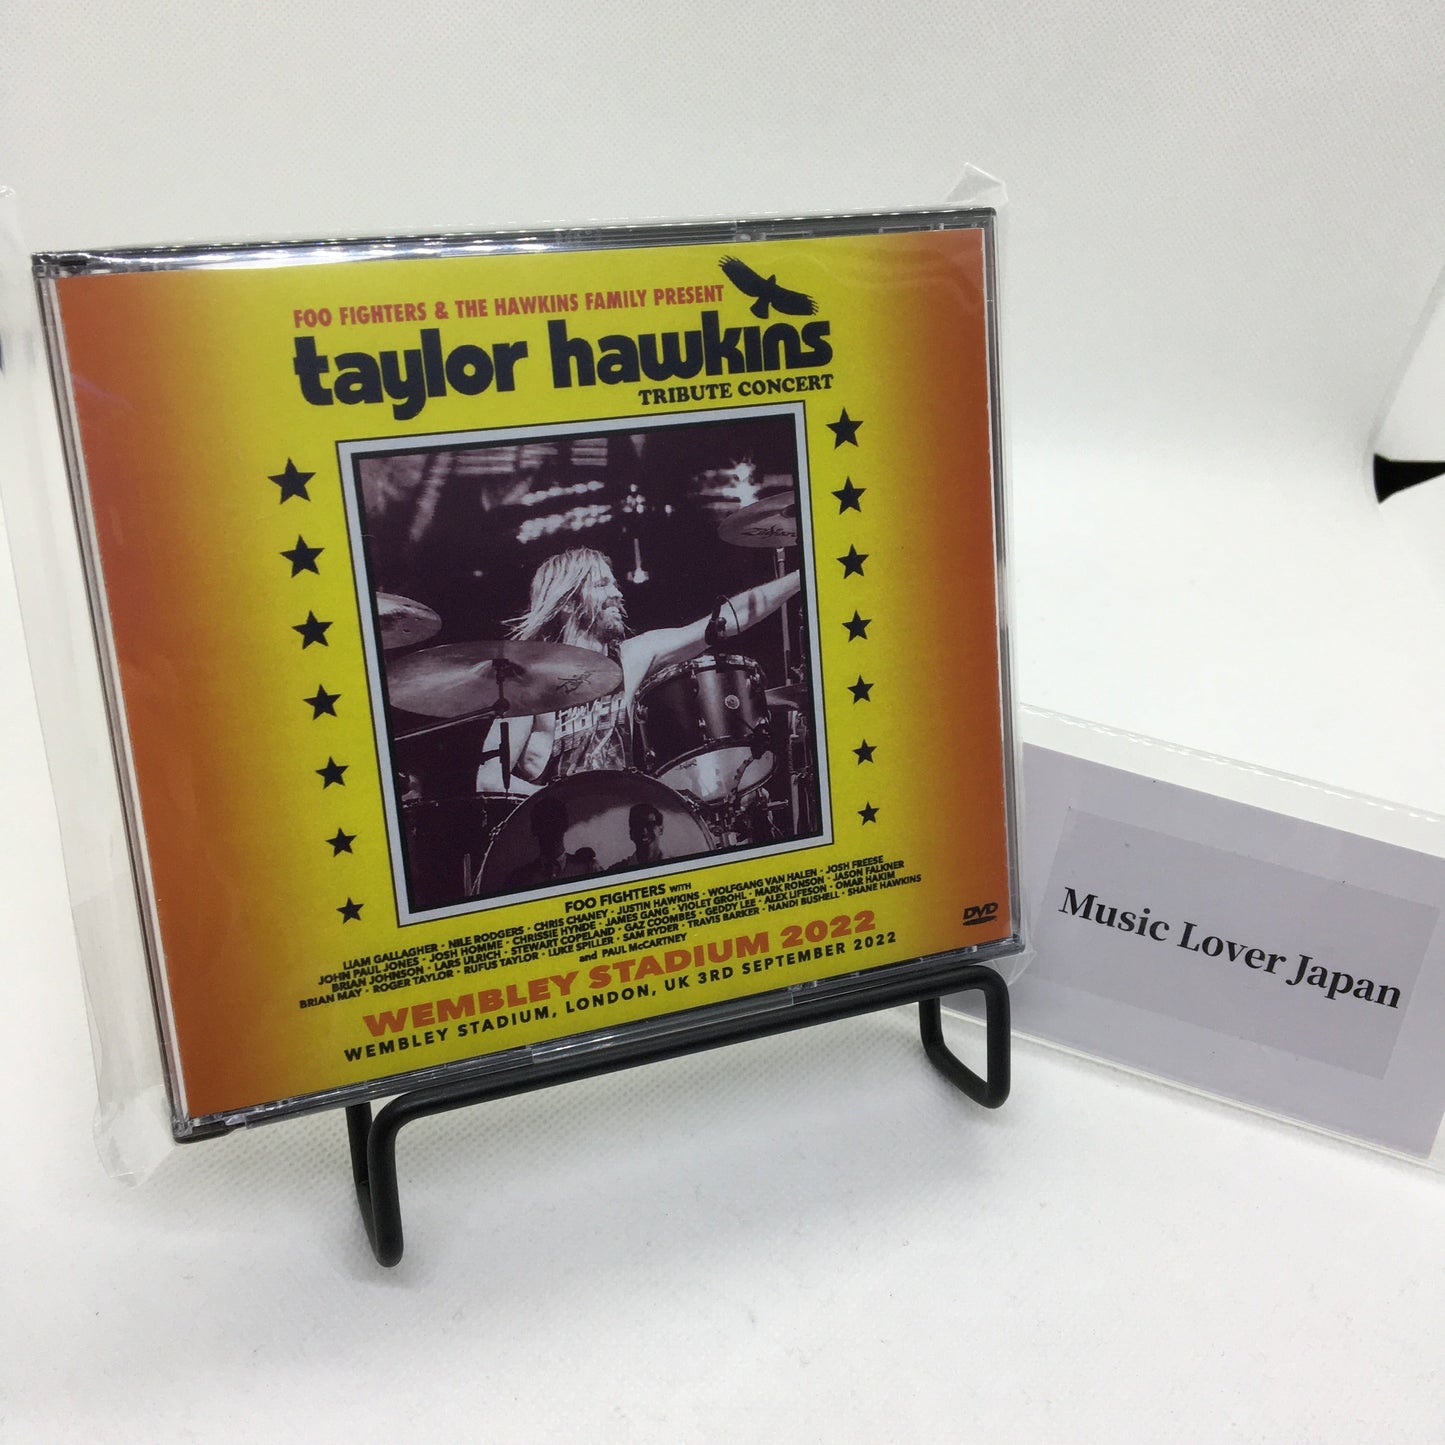 FOO FIGHTERS & THE HAWKINS FAMILY PRESENT
taylor hawkins
TRIBUTE CONCERT
FOO FIGHTERS WITH
LIAM GALLAGHER · NILE RODGERS · CHRIS CHANEY · JUSTIN HAWKINS · WOLFGANG VAN HALEN · JOSH FREESE
JOHN PAUL JONES · JOSH HOMME · CHRISSIE HYNDE · JAMES GANG · VIOLET GROHL · MARK RONSON · JASON FALKNER
BRIAN JOHNSON · LARS ULRICH · STEWART COPELAND · GAZ COOMBES · GEDDY LEE · ALEX LIFESON · OMAR HAKIM
BRIAN MAY · ROGER TAYLOR · RUFUS TAYLOR · LUKE SPILLER · SAM RYDER · TRAVIS BARKER · NANDI BUSHELL · SHANE HAWKINS
and PAUL McCARTNEY
WEMBLEY STADIUM 2022
WEMBLEY STADIUM, LONDON, UK 3RD SEPTEMBER 2022
DVD
Music Lover Japan